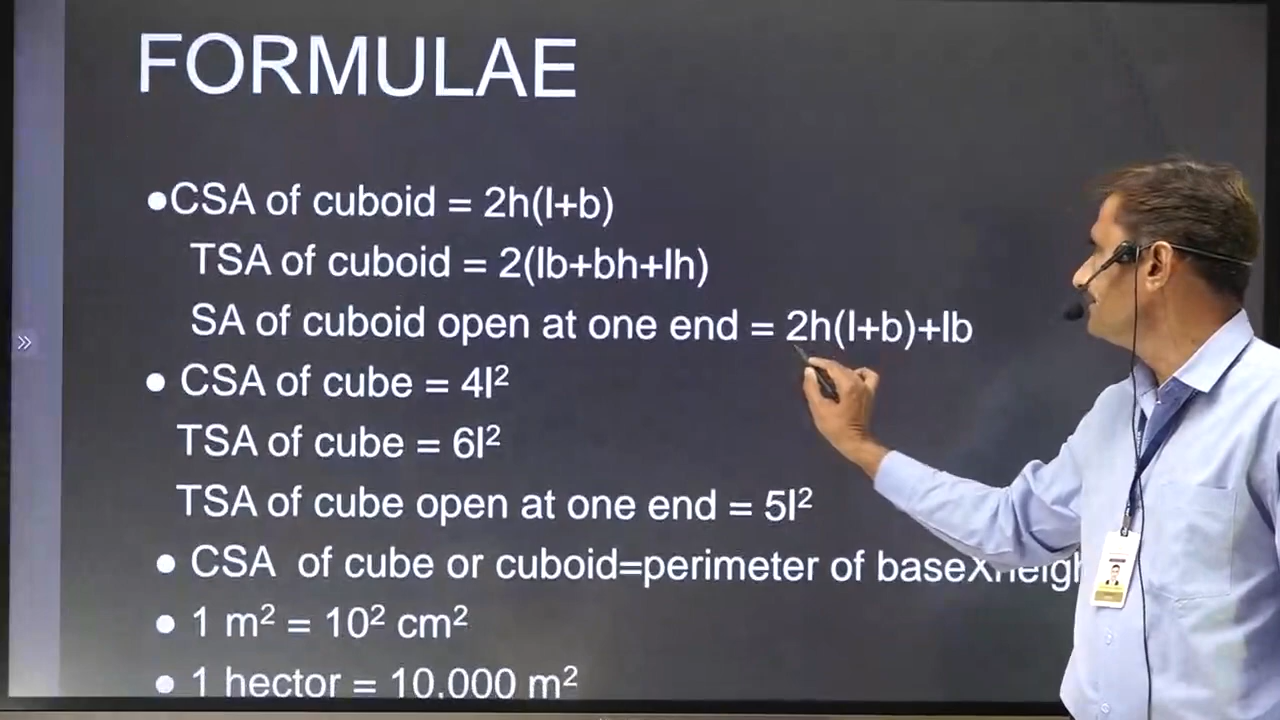 FORMULAE
●CSA of cuboid = 2h(l+b)
TSA of cuboid = 2(lb+bh+lh)
SA of cuboid open at one end = 2h(l+b)+lb
● CSA of cube = 4l²
TSA of cube = 6l²
TSA of cube open at one end = 5l²
● CSA of cube or cuboid=perimeter of baseX
● 1 m² = 10² cm²
● 1 hector = 10,000 m²